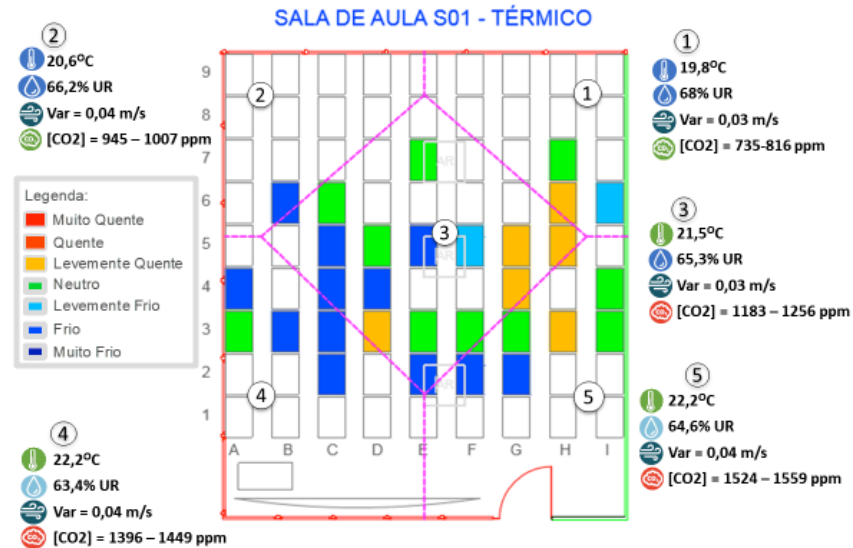 SALA DE AULA S01 - TÉRMICO
2
20,6ºC
66,2% UR
Var = 0,04 m/s
[CO2] = 945 – 1007 ppm
1
19,8ºC
68% UR
Var = 0,03 m/s
[CO2] = 735-816 ppm
Legenda:
Muito Quente
Quente
Levemente Quente
Neutro
Levemente Frio
Frio
Muito Frio
9
8
7
6
5
4
3
2
1
2
1
AR
3
AR
AR
4
5
A B C D E F G H I
3
21,5ºC
65,3% UR
Var = 0,03 m/s
[CO2] = 1183 – 1256 ppm
4
22,2ºC
63,4% UR
Var = 0,04 m/s
[CO2] = 1396 – 1449 ppm
5
22,2ºC
64,6% UR
Var = 0,04 m/s
[CO2] = 1524 – 1559 ppm